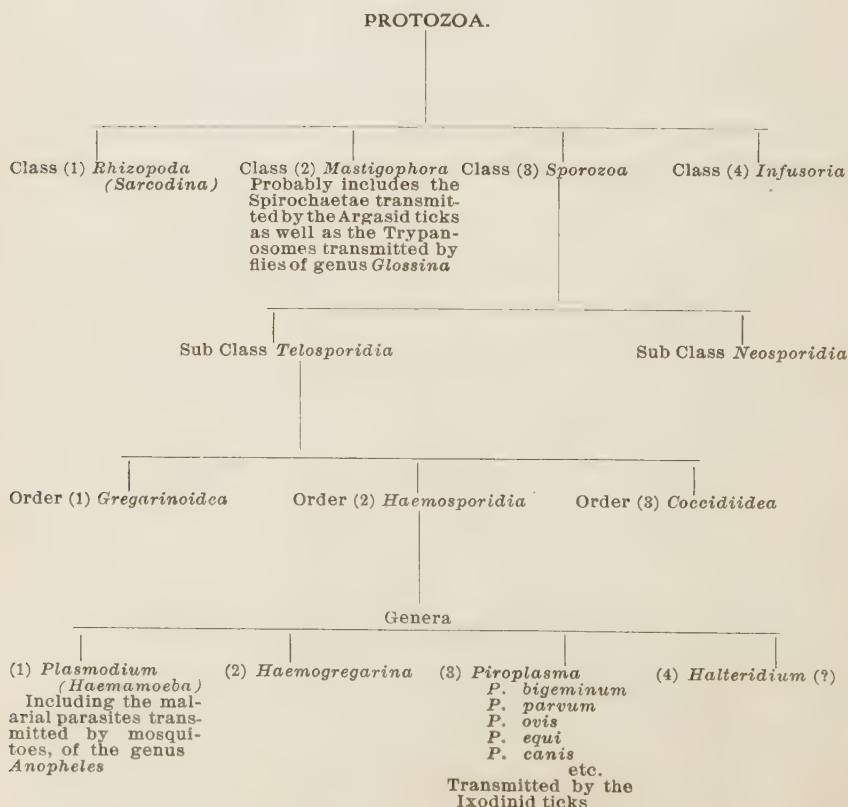 PROTOZOA.
Class (1) Rhizopoda
(Sarcodina)
Class (2) Mastigophora
Probably includes the
Spirochaetae transmit-
ted by the Argasid ticks
as well as the Trypan-
osomes transmitted by
flies of genus Glossina
Class (3) Sporozoa
Class (4) Infusoria
Sub Class Telosporidia
Sub Class Neosporidia
Order (1) Gregarinoidea
Order (2) Haemosporidia
Order (3) Coccidiidea
Genera
(1) Plasmodium
(Haemamoeba)
Including the mal-
arial parasites trans-
mitted by mosqui-
toes, of the genus
Anopheles
(2) Haemogregarina
(3) Piroplasma
P. bigeminum
P. parvum
P. ovis
P. equi
P. canis
etc.
Transmitted by the
Ixodinid ticks
(4) Halteridium (?)